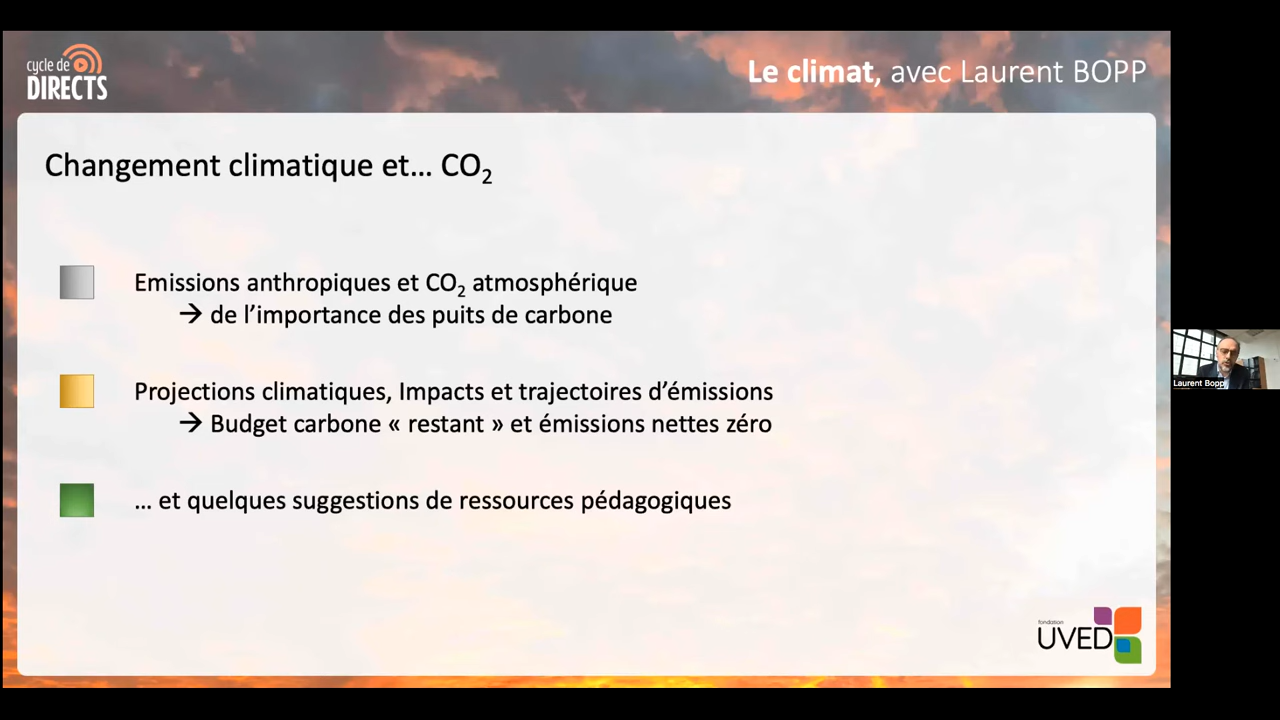 cycle de
DIRECTS
Le climat, avec Laurent BOPP
Changement climatique et... CO₂
Emissions anthropiques et CO₂ atmosphérique
→ de l’importance des puits de carbone
Projections climatiques, Impacts et trajectoires d’émissions
→ Budget carbone « restant » et émissions nettes zéro
... et quelques suggestions de ressources pédagogiques
Laurent Bopp
fondation
UVED